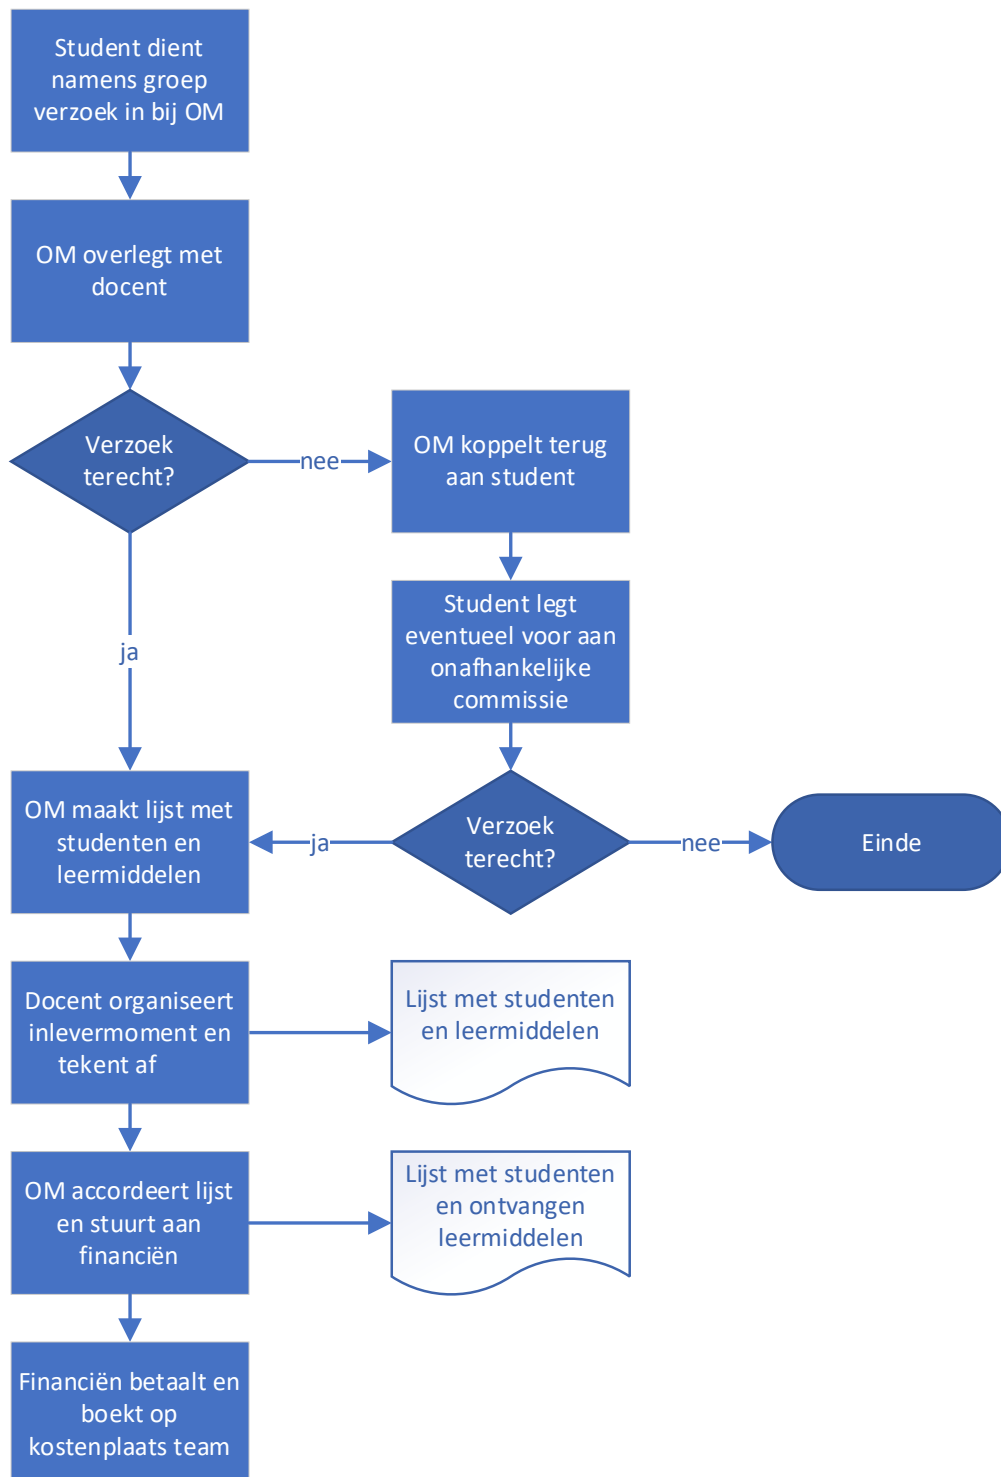 Student dient
namens groep
verzoek in bij OM
OM overlegt met
docent
Verzoek
terecht?
nee
OM koppelt terug
aan student
Student legt
eventueel voor aan
onafhankelijke
commissie
ja
OM maakt lijst met
studenten en
leermiddelen
ja
Verzoek
terecht?
nee
Einde
Docent organiseert
inlevermoment en
tekent af
Lijst met studenten
en leermiddelen
OM accordeert lijst
en stuurt aan
financiën
Lijst met studenten
en ontvangen
leermiddelen
Financiën betaalt en
boekt op
kostenplaats team